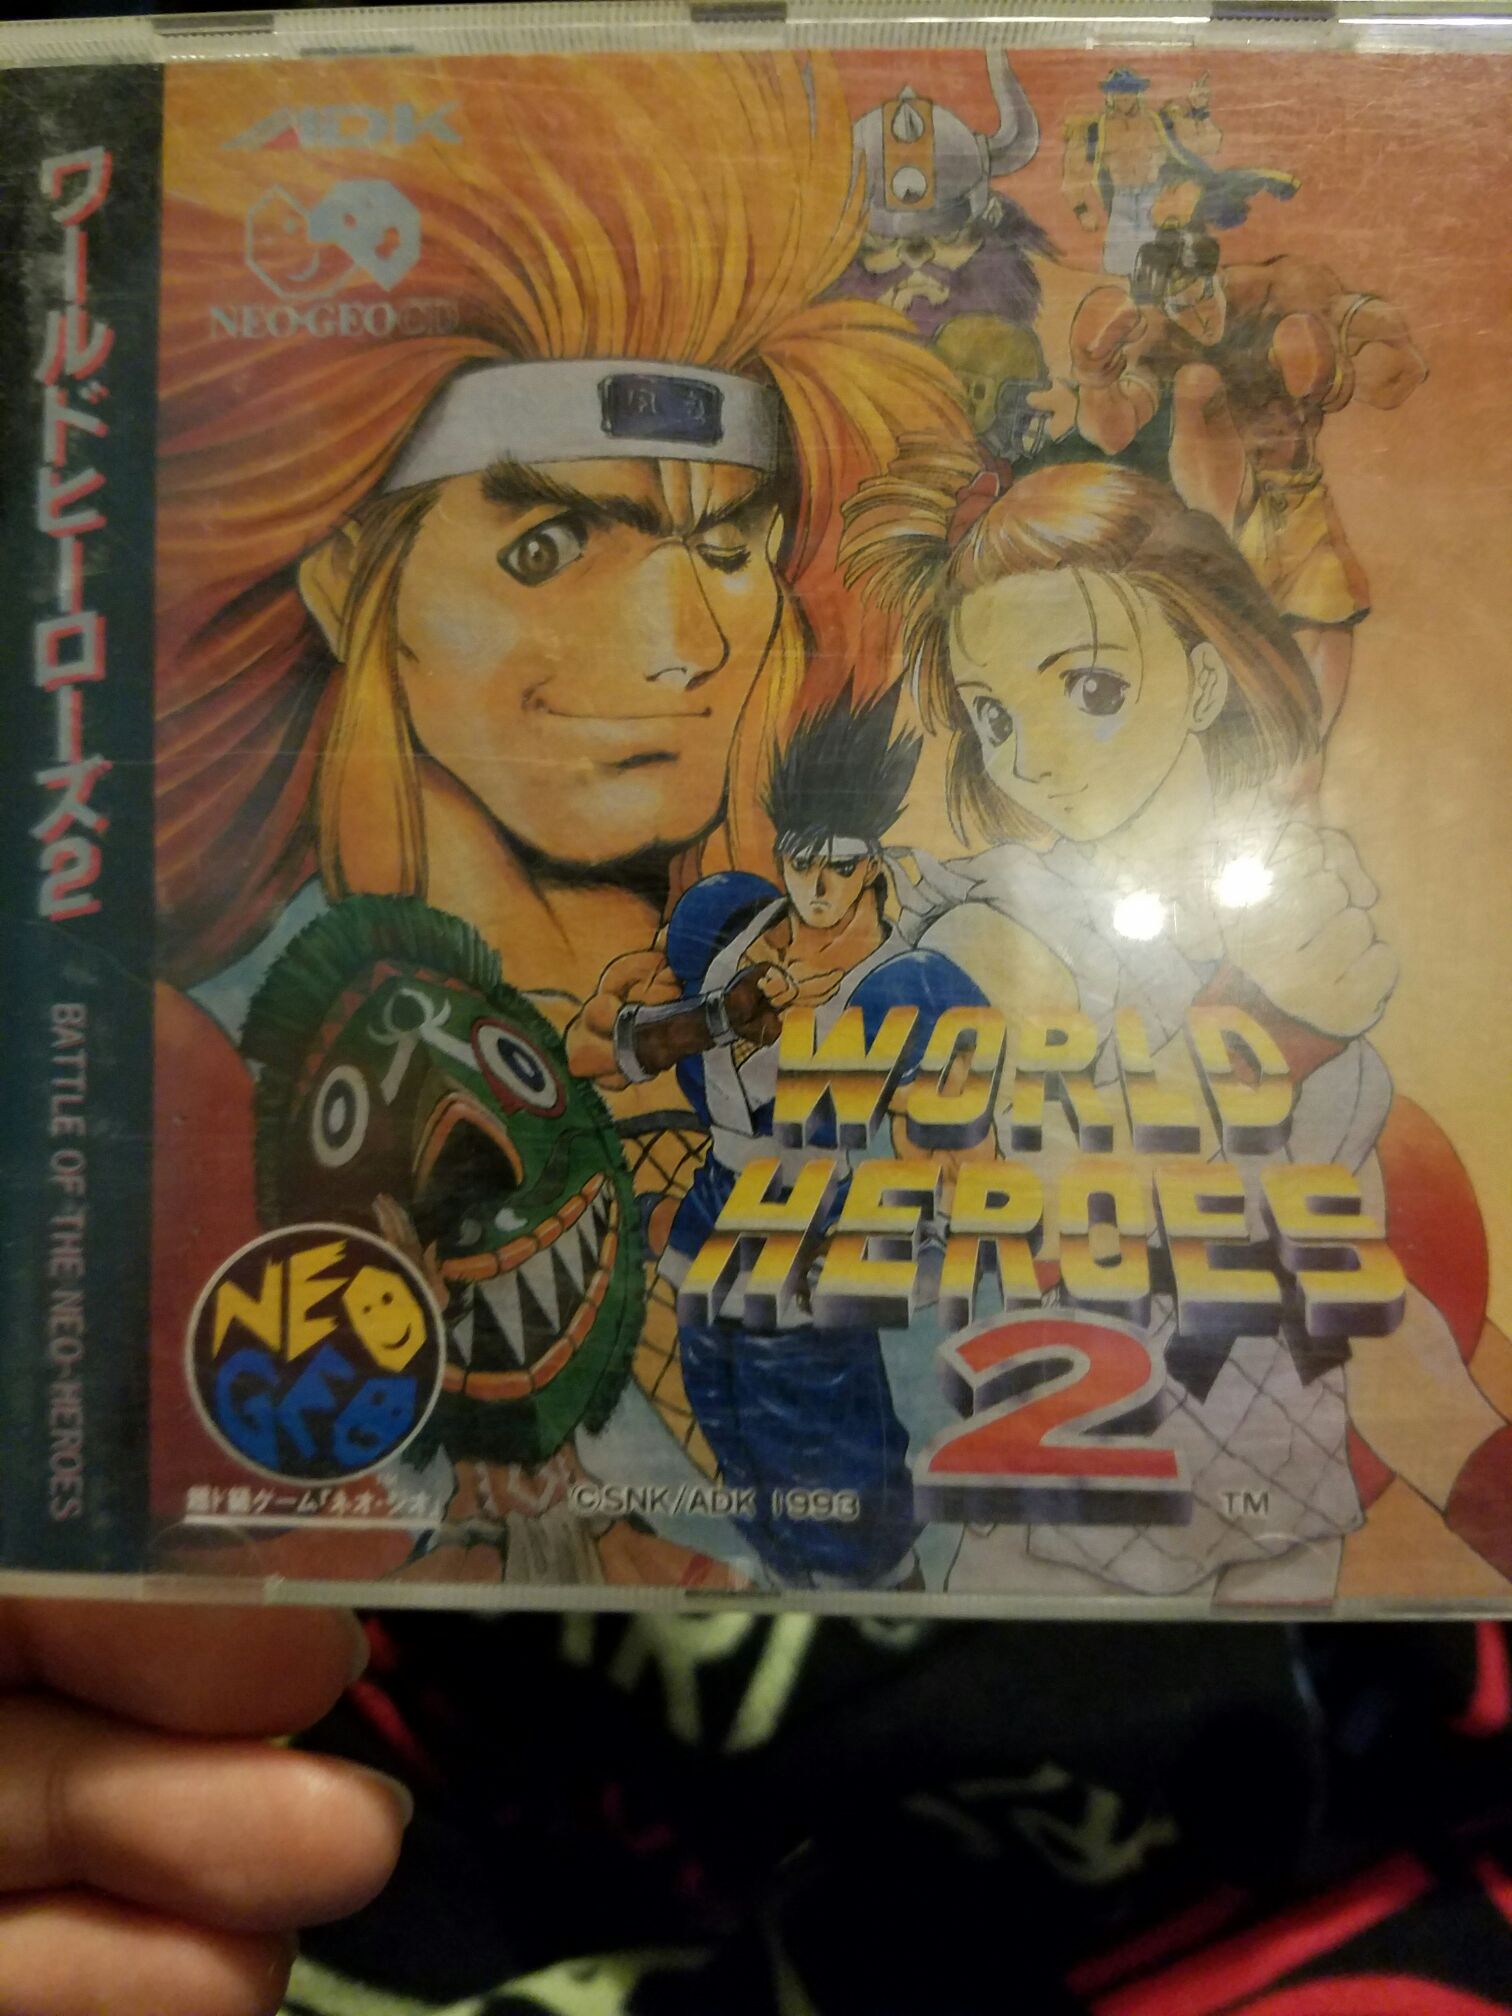 ワールドヒーローズ2
BATTLE OF THE NEO-HEROES
ADK
NEO•GEO CD
WORLD
HEROES
2
TM
NEO
GEO
©SNK/ADK 1993